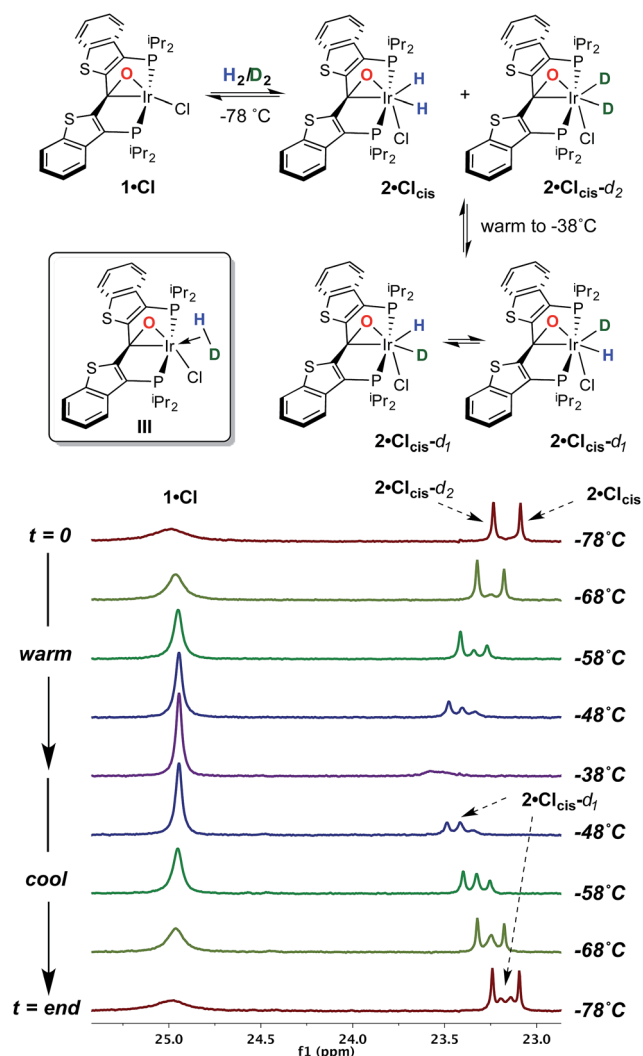 iPr2
S
O
P
Ir
Cl
S
P
iPr2
1•Cl
H2/D2
-78 ˚C
iPr2
S
O
P
H
Ir
H
Cl
S
P
iPr2
2•Clcis
+
iPr2
S
O
P
D
Ir
D
Cl
S
P
iPr2
2•Clcis-d2
warm to -38˚C
iPr2
S
O
P
H
Ir
D
Cl
S
P
iPr2
III
iPr2
S
O
P
H
Ir
D
Cl
S
P
iPr2
2•Clcis-d1
iPr2
S
O
P
D
Ir
H
Cl
S
P
iPr2
2•Clcis-d1
1•Cl
2•Clcis-d2
2•Clcis
t = 0
-78˚C
-68˚C
warm
-58˚C
-48˚C
-38˚C
2•Clcis-d1
-48˚C
cool
-58˚C
-68˚C
t = end
-78˚C
25.0 24.5 24.0 23.5 23.0
f1 (ppm)